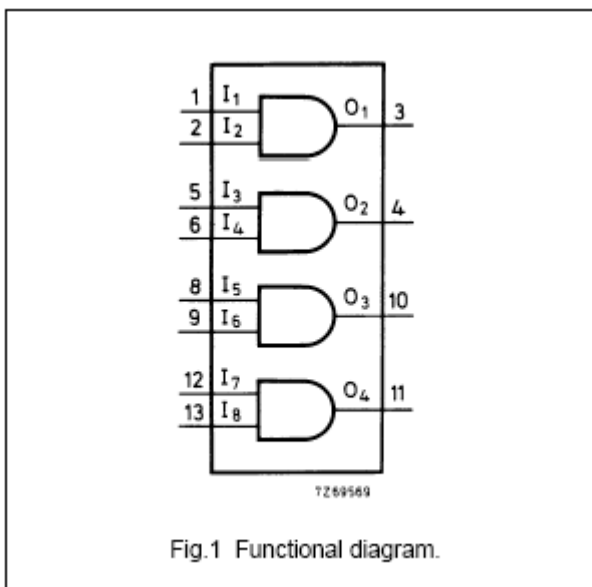 1 I1 O1 3
2 I2
5 I3 O2 4
6 I4
8 I5 O3 10
9 I6
12 I7 O4 11
13 I8
7Z69569
Fig.1 Functional diagram.